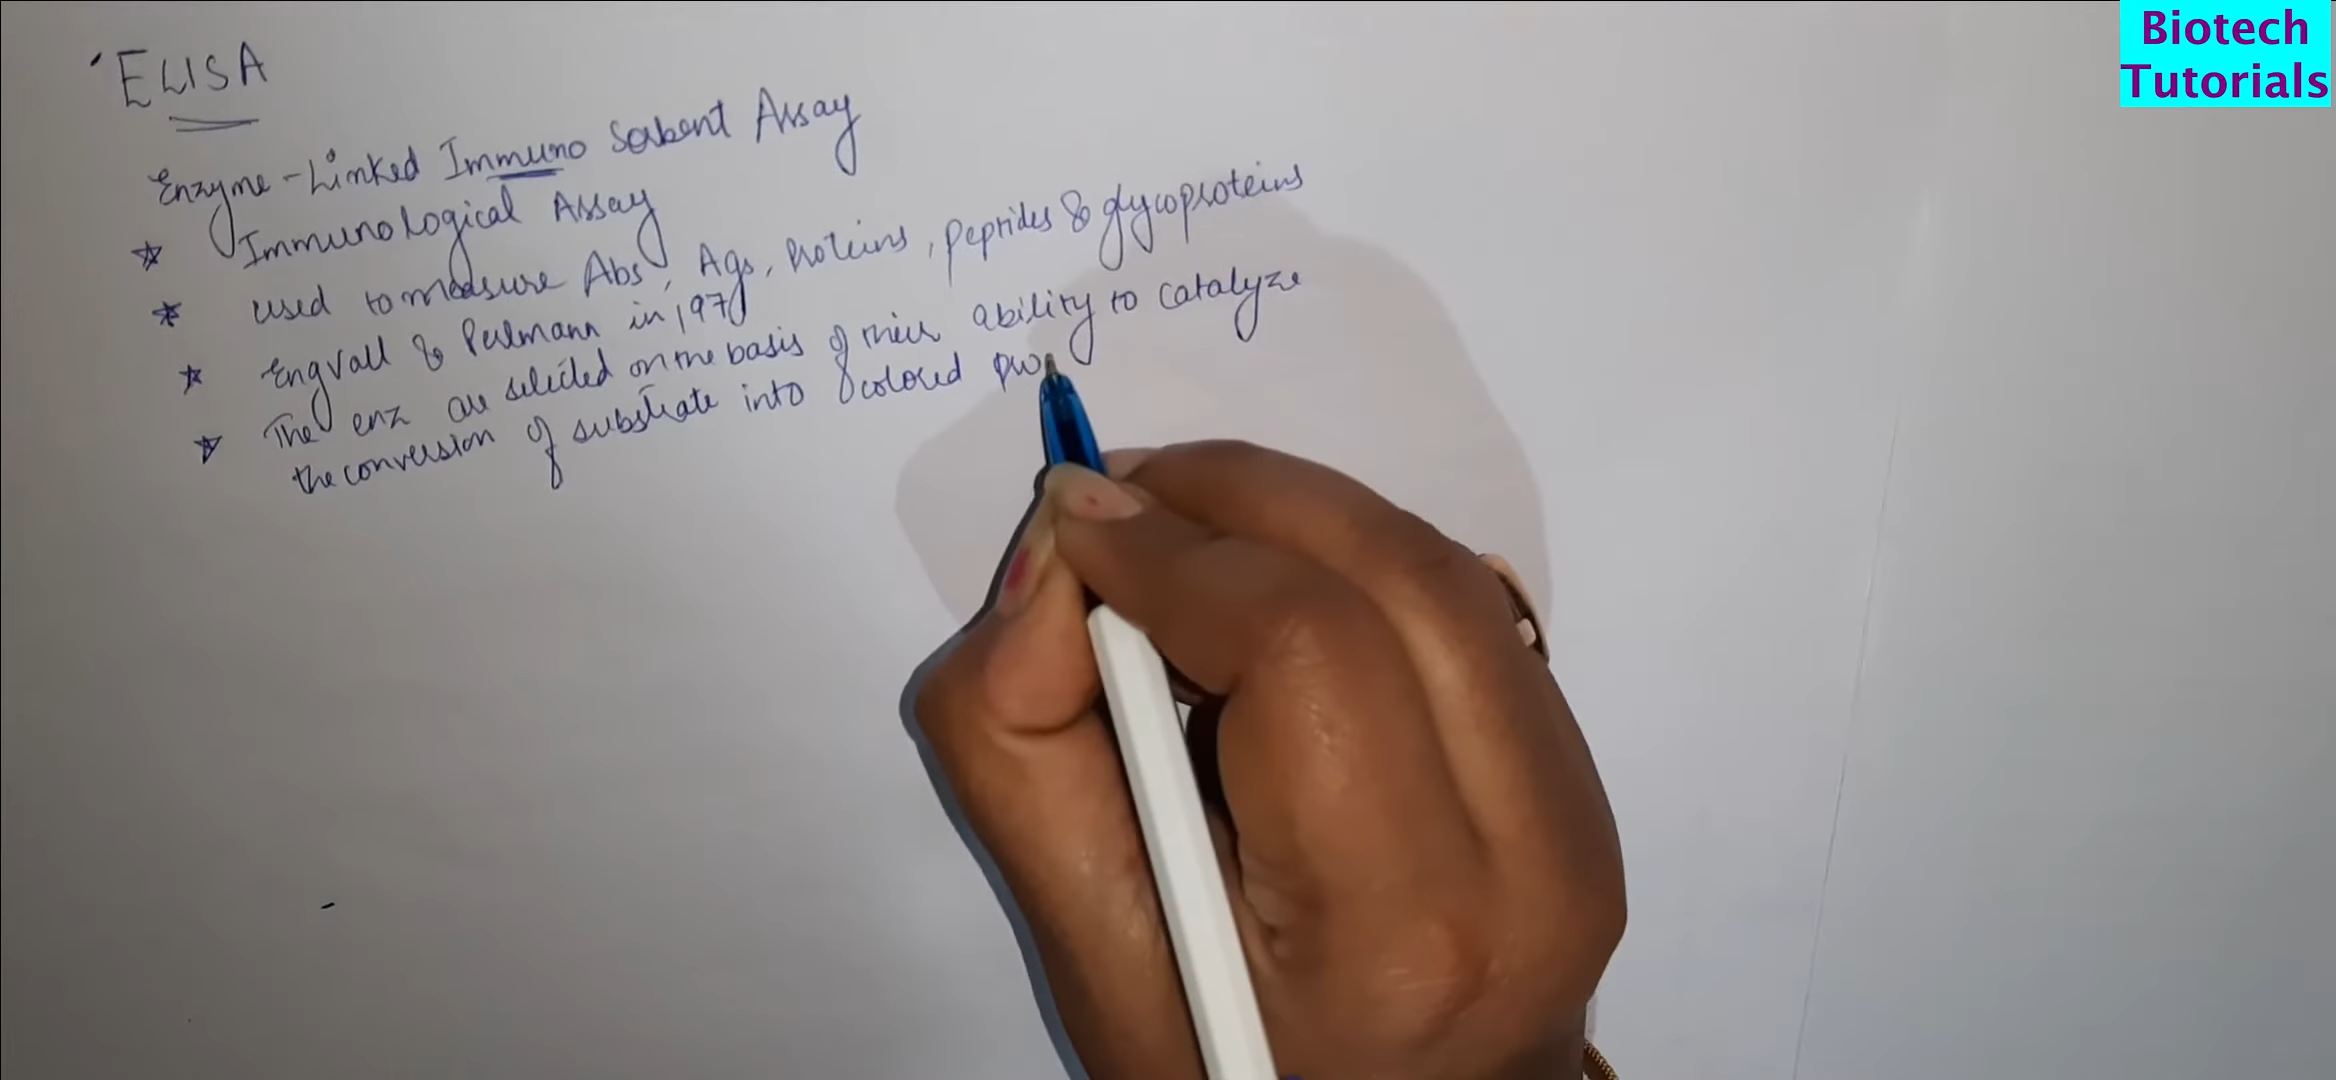 ELISA
Enzyme-Linked Immuno Sorbent Assay
Immunological Assay
used to measure Abs, Ags, Proteins, peptides & glycoproteins
Engvall & Perlmann in 1971
The enz are selected on the basis of their ability to catalyze
the conversion of substrate into colored pro
Biotech
Tutorials